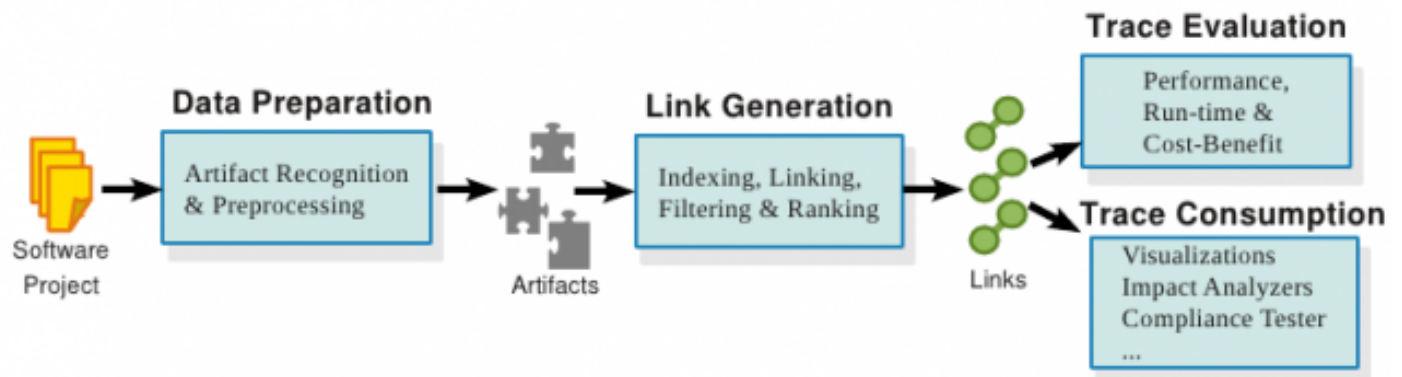 Software
Project
Data Preparation
Artifact Recognition
& Preprocessing
Artifacts
Link Generation
Indexing, Linking,
Filtering & Ranking
Links
Trace Evaluation
Performance,
Run-time &
Cost-Benefit
Trace Consumption
Visualizations
Impact Analyzers
Compliance Tester
...